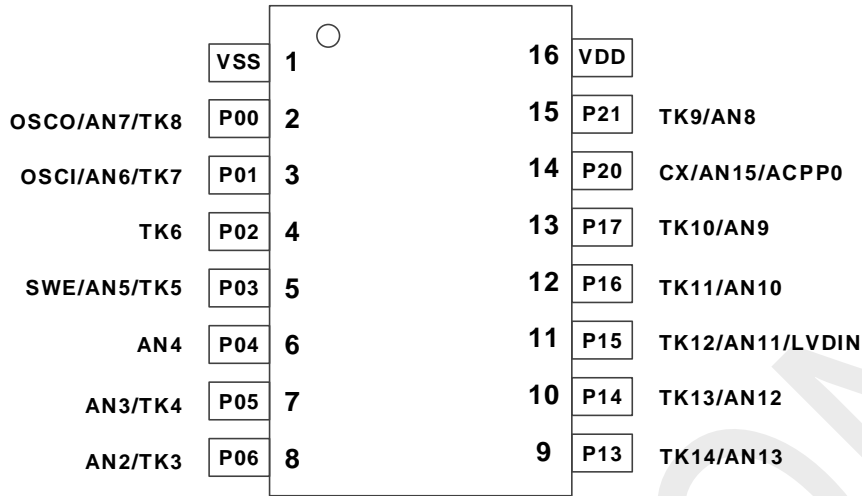 VSS 1 16 VDD
OSCO/AN7/TK8 P00 2 15 P21 TK9/AN8
OSCI/AN6/TK7 P01 3 14 P20 CX/AN15/ACPP0
TK6 P02 4 13 P17 TK10/AN9
SWE/AN5/TK5 P03 5 12 P16 TK11/AN10
AN4 P04 6 11 P15 TK12/AN11/LVDIN
AN3/TK4 P05 7 10 P14 TK13/AN12
AN2/TK3 P06 8 9 P13 TK14/AN13